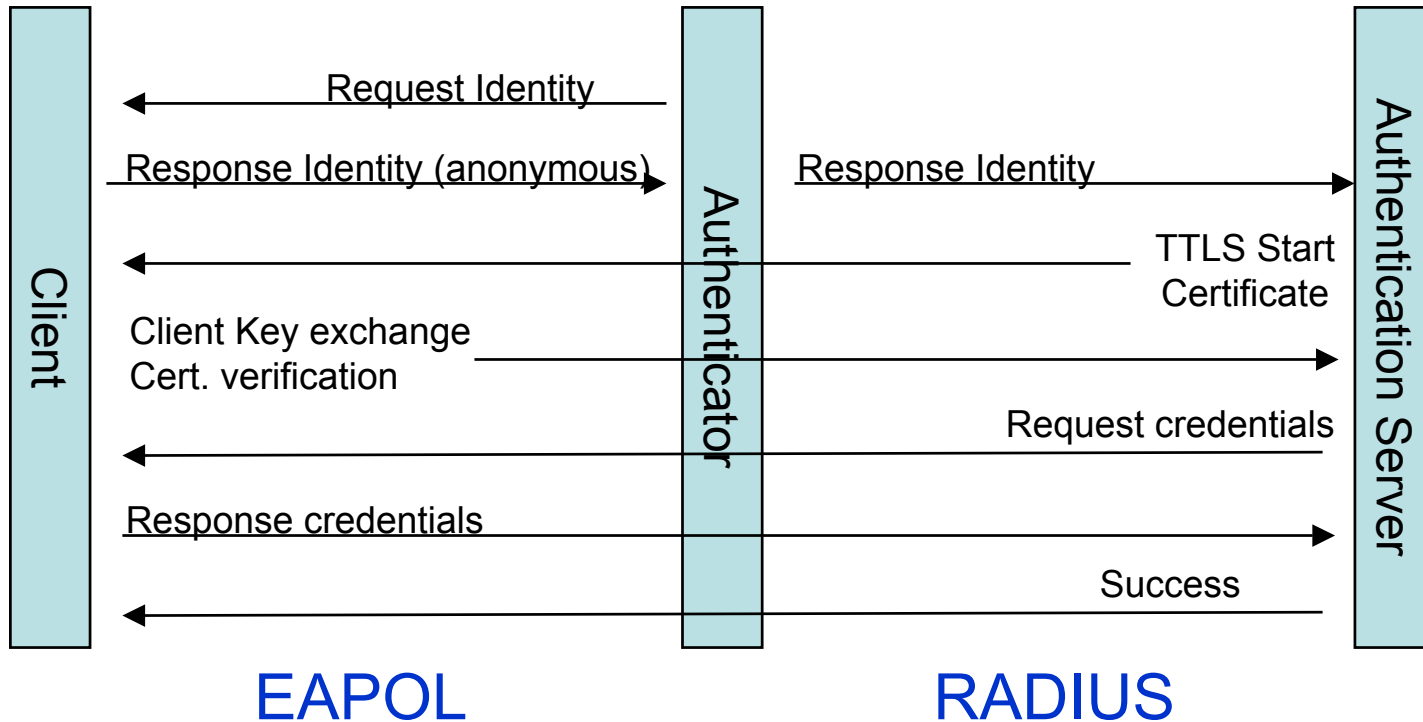 Request Identity
Response Identity (anonymous)
Response Identity
TTLS Start
Certificate
Client Key exchange
Cert. verification
Request credentials
Response credentials
Success
Client
Authenticator
Authentication Server
EAPOL
RADIUS